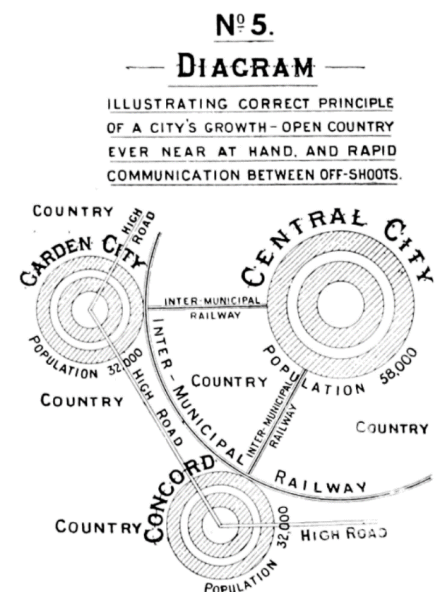 Nº 5.
DIAGRAM
ILLUSTRATING CORRECT PRINCIPLE
OF A CITY'S GROWTH - OPEN COUNTRY
EVER NEAR AT HAND, AND RAPID
COMMUNICATION BETWEEN OFF-SHOOTS.
COUNTRY
HIGH
ROAD
GARDEN CITY
POPULATION 32,000
CENTRAL CITY
POPULATION 58,000
INTER-MUNICIPAL
RAILWAY
INTER-MUNICIPAL RAILWAY
HIGH ROAD
COUNTRY
COUNTRY
INTER-MUNICIPAL
RAILWAY
COUNTRY
CONCORD
POPULATION 32,000
COUNTRY
HIGH ROAD